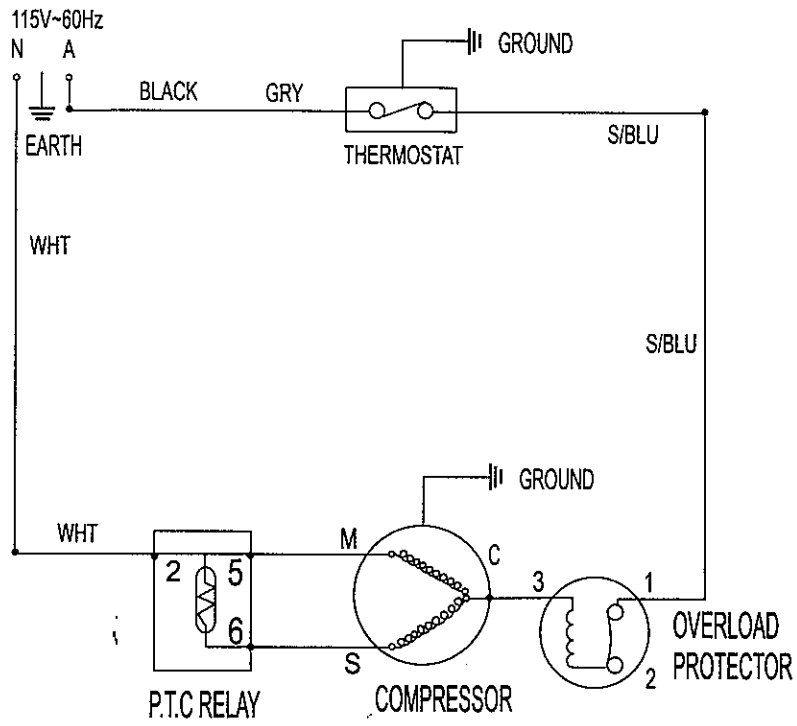 115V~60Hz
N A
GROUND
BLACK GRY
EARTH
THERMOSTAT
S/BLU
WHT
S/BLU
GROUND
WHT
M
C
2 5
3
1
6
S
2
OVERLOAD
PROTECTOR
P.T.C RELAY
COMPRESSOR